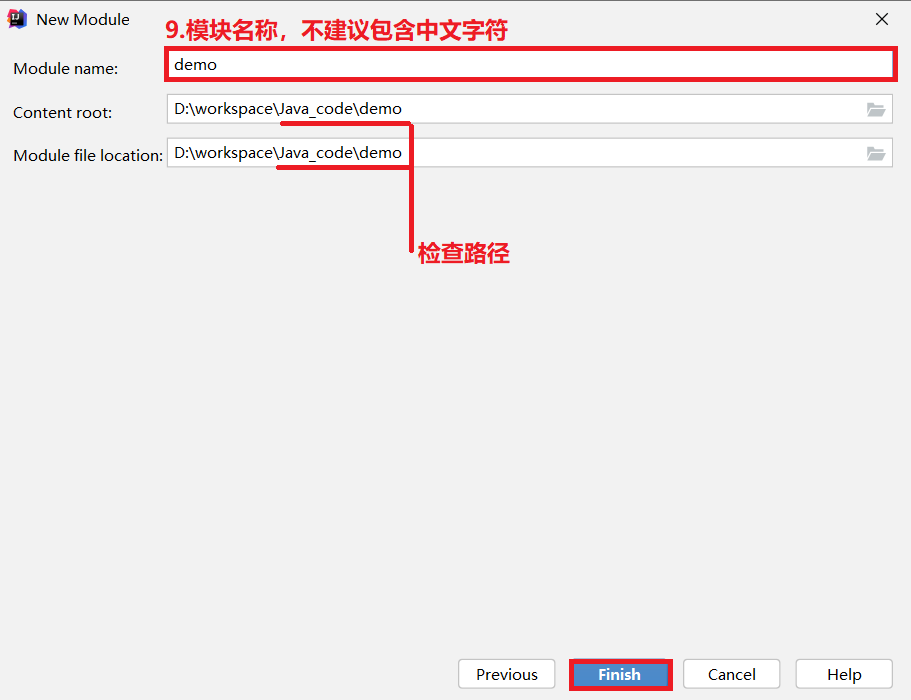 New Module
9.模块名称，不建议包含中文字符
Module name: demo
Content root: D:\workspace\Java_code\demo
Module file location: D:\workspace\Java_code\demo
检查路径
Previous Finish Cancel Help